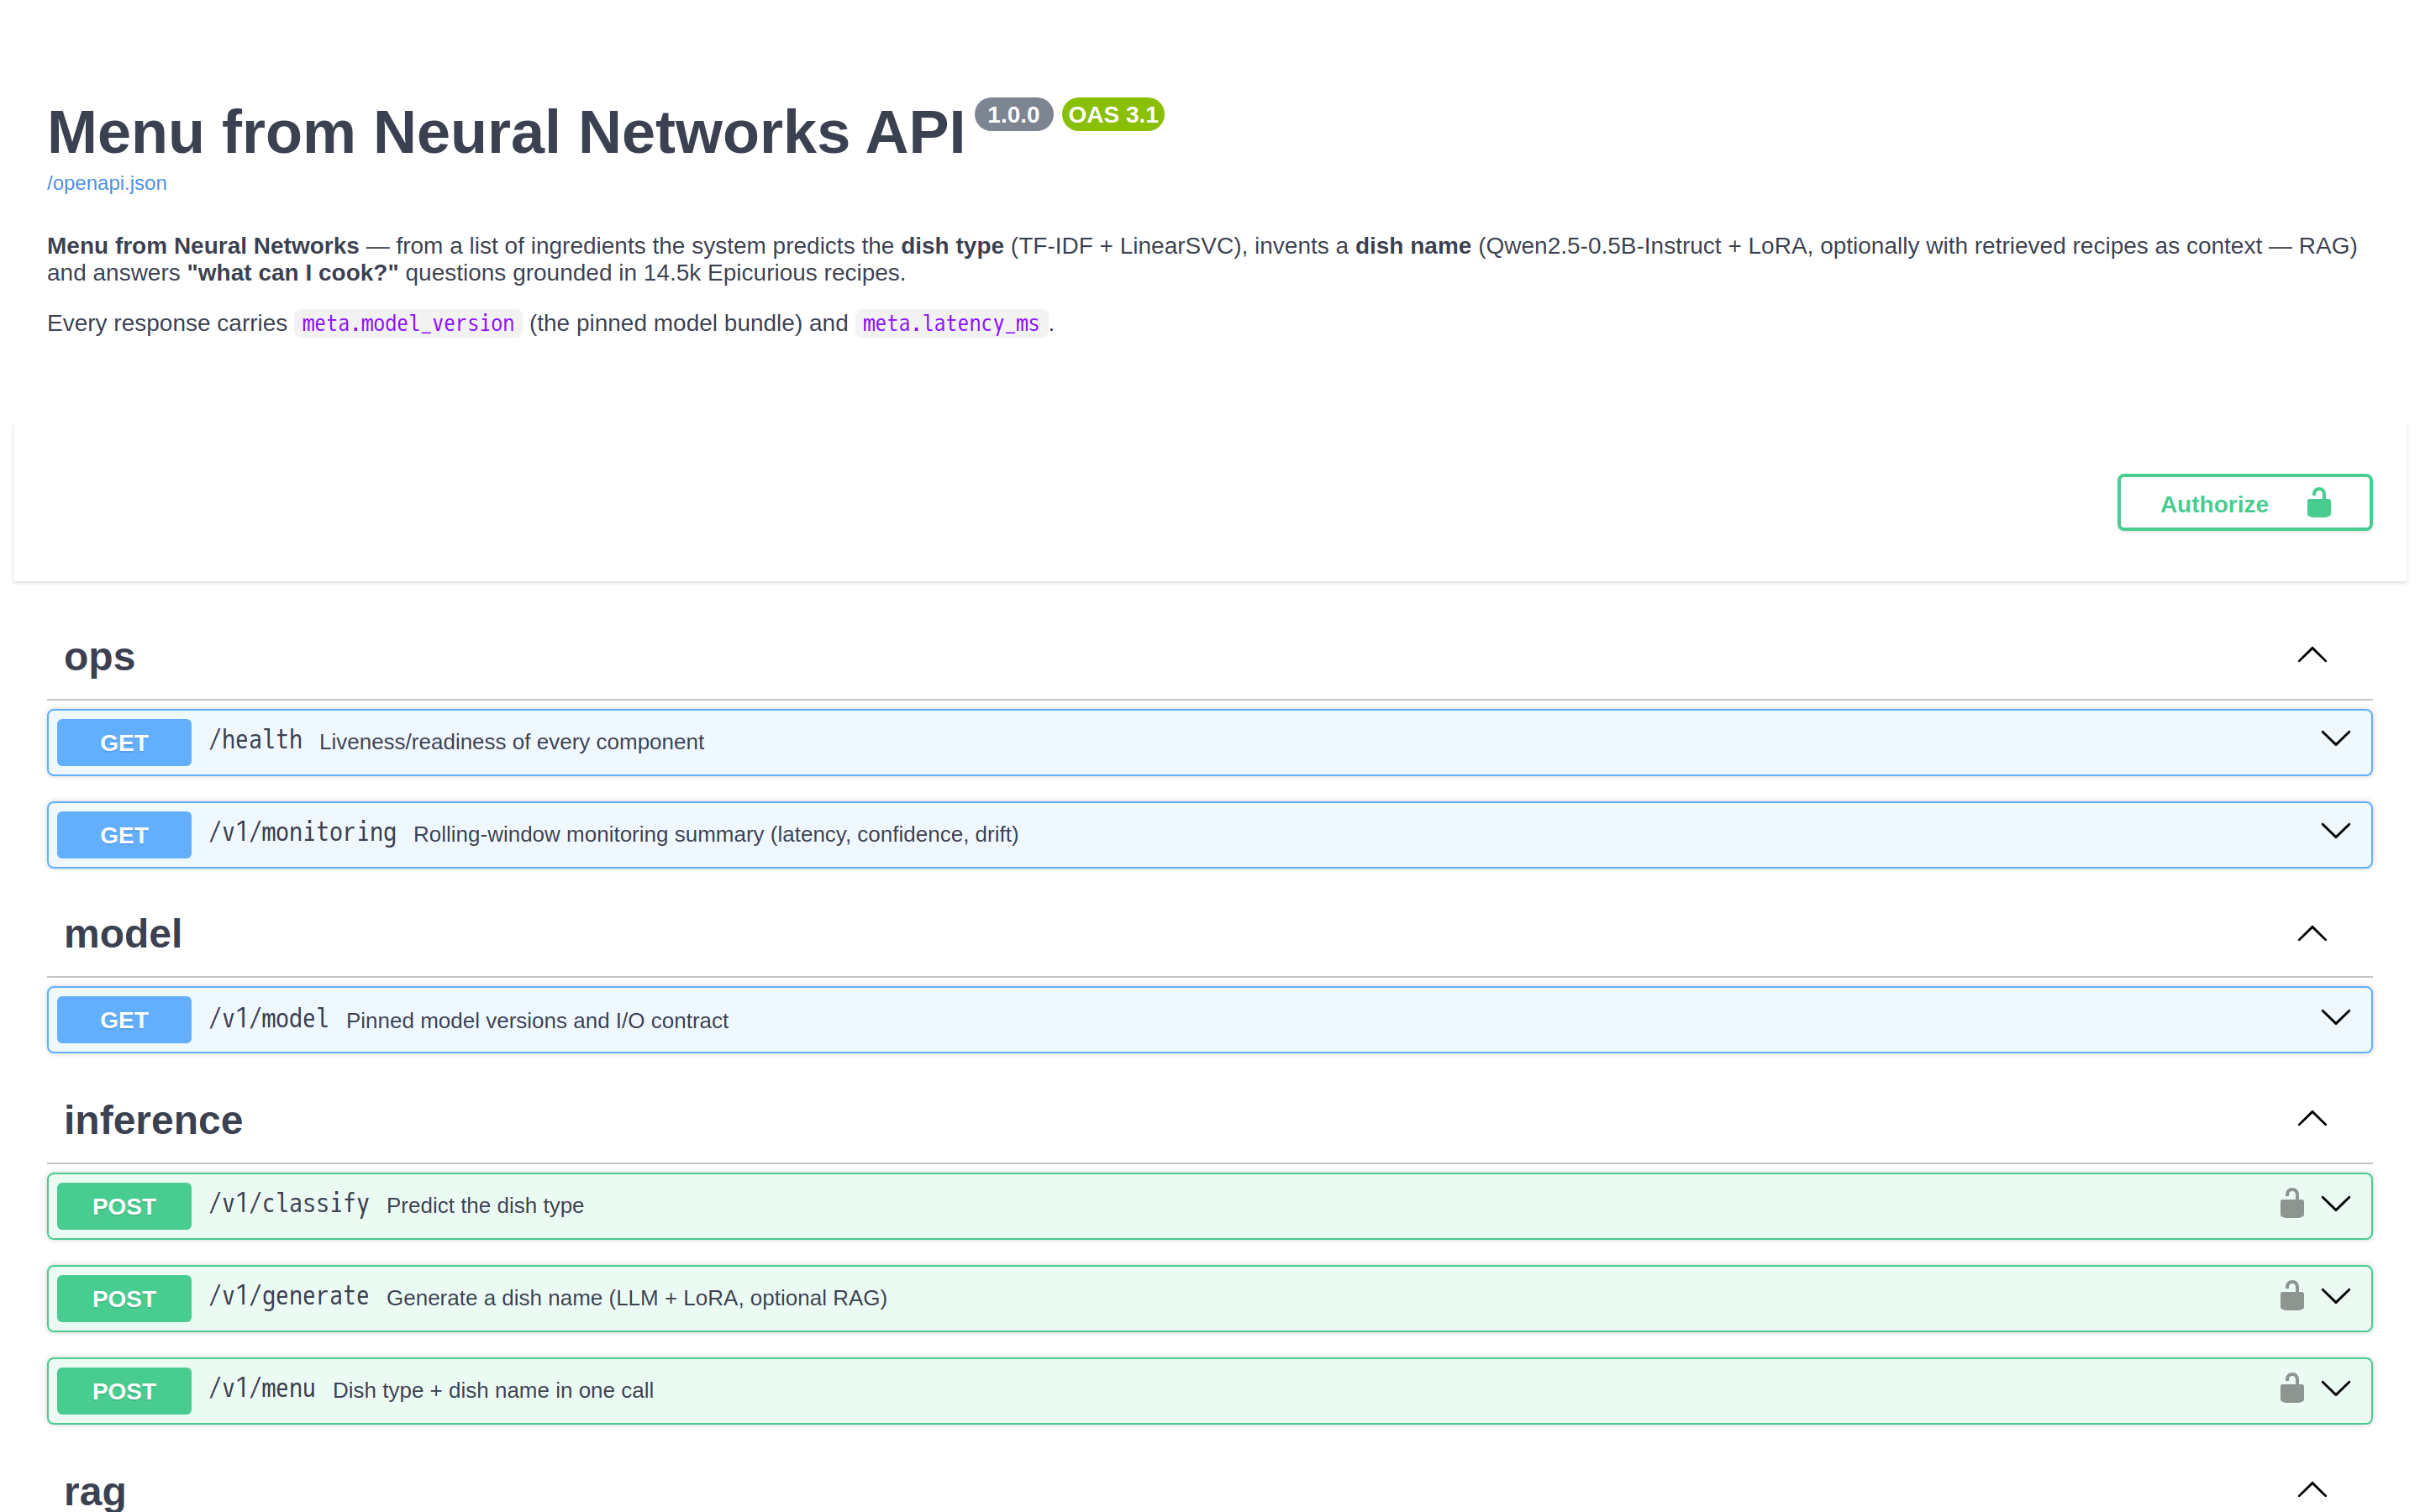 Menu from Neural Networks API 1.0.0 OAS 3.1
/openapi.json
Menu from Neural Networks — from a list of ingredients the system predicts the dish type (TF-IDF + LinearSVC), invents a dish name (Qwen2.5-0.5B-Instruct + LoRA, optionally with retrieved recipes as context — RAG)
and answers "what can I cook?" questions grounded in 14.5k Epicurious recipes.
Every response carries meta.model_version (the pinned model bundle) and meta.latency_ms.
Authorize
ops
GET /health Liveness/readiness of every component
GET /v1/monitoring Rolling-window monitoring summary (latency, confidence, drift)
model
GET /v1/model Pinned model versions and I/O contract
inference
POST /v1/classify Predict the dish type
POST /v1/generate Generate a dish name (LLM + LoRA, optional RAG)
POST /v1/menu Dish type + dish name in one call
rag